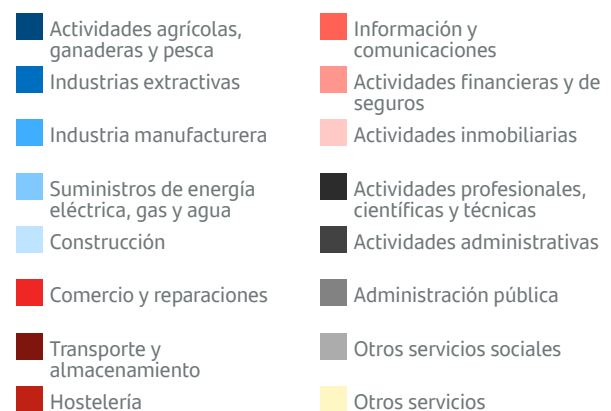 Actividades agrícolas,
ganaderas y pesca
Industrias extractivas
Industria manufacturera
Suministros de energía
eléctrica, gas y agua
Construcción
Comercio y reparaciones
Transporte y
almacenamiento
Hostelería
Información y
comunicaciones
Actividades financieras y de
seguros
Actividades inmobiliarias
Actividades profesionales,
científicas y técnicas
Actividades administrativas
Administración pública
Otros servicios sociales
Otros servicios